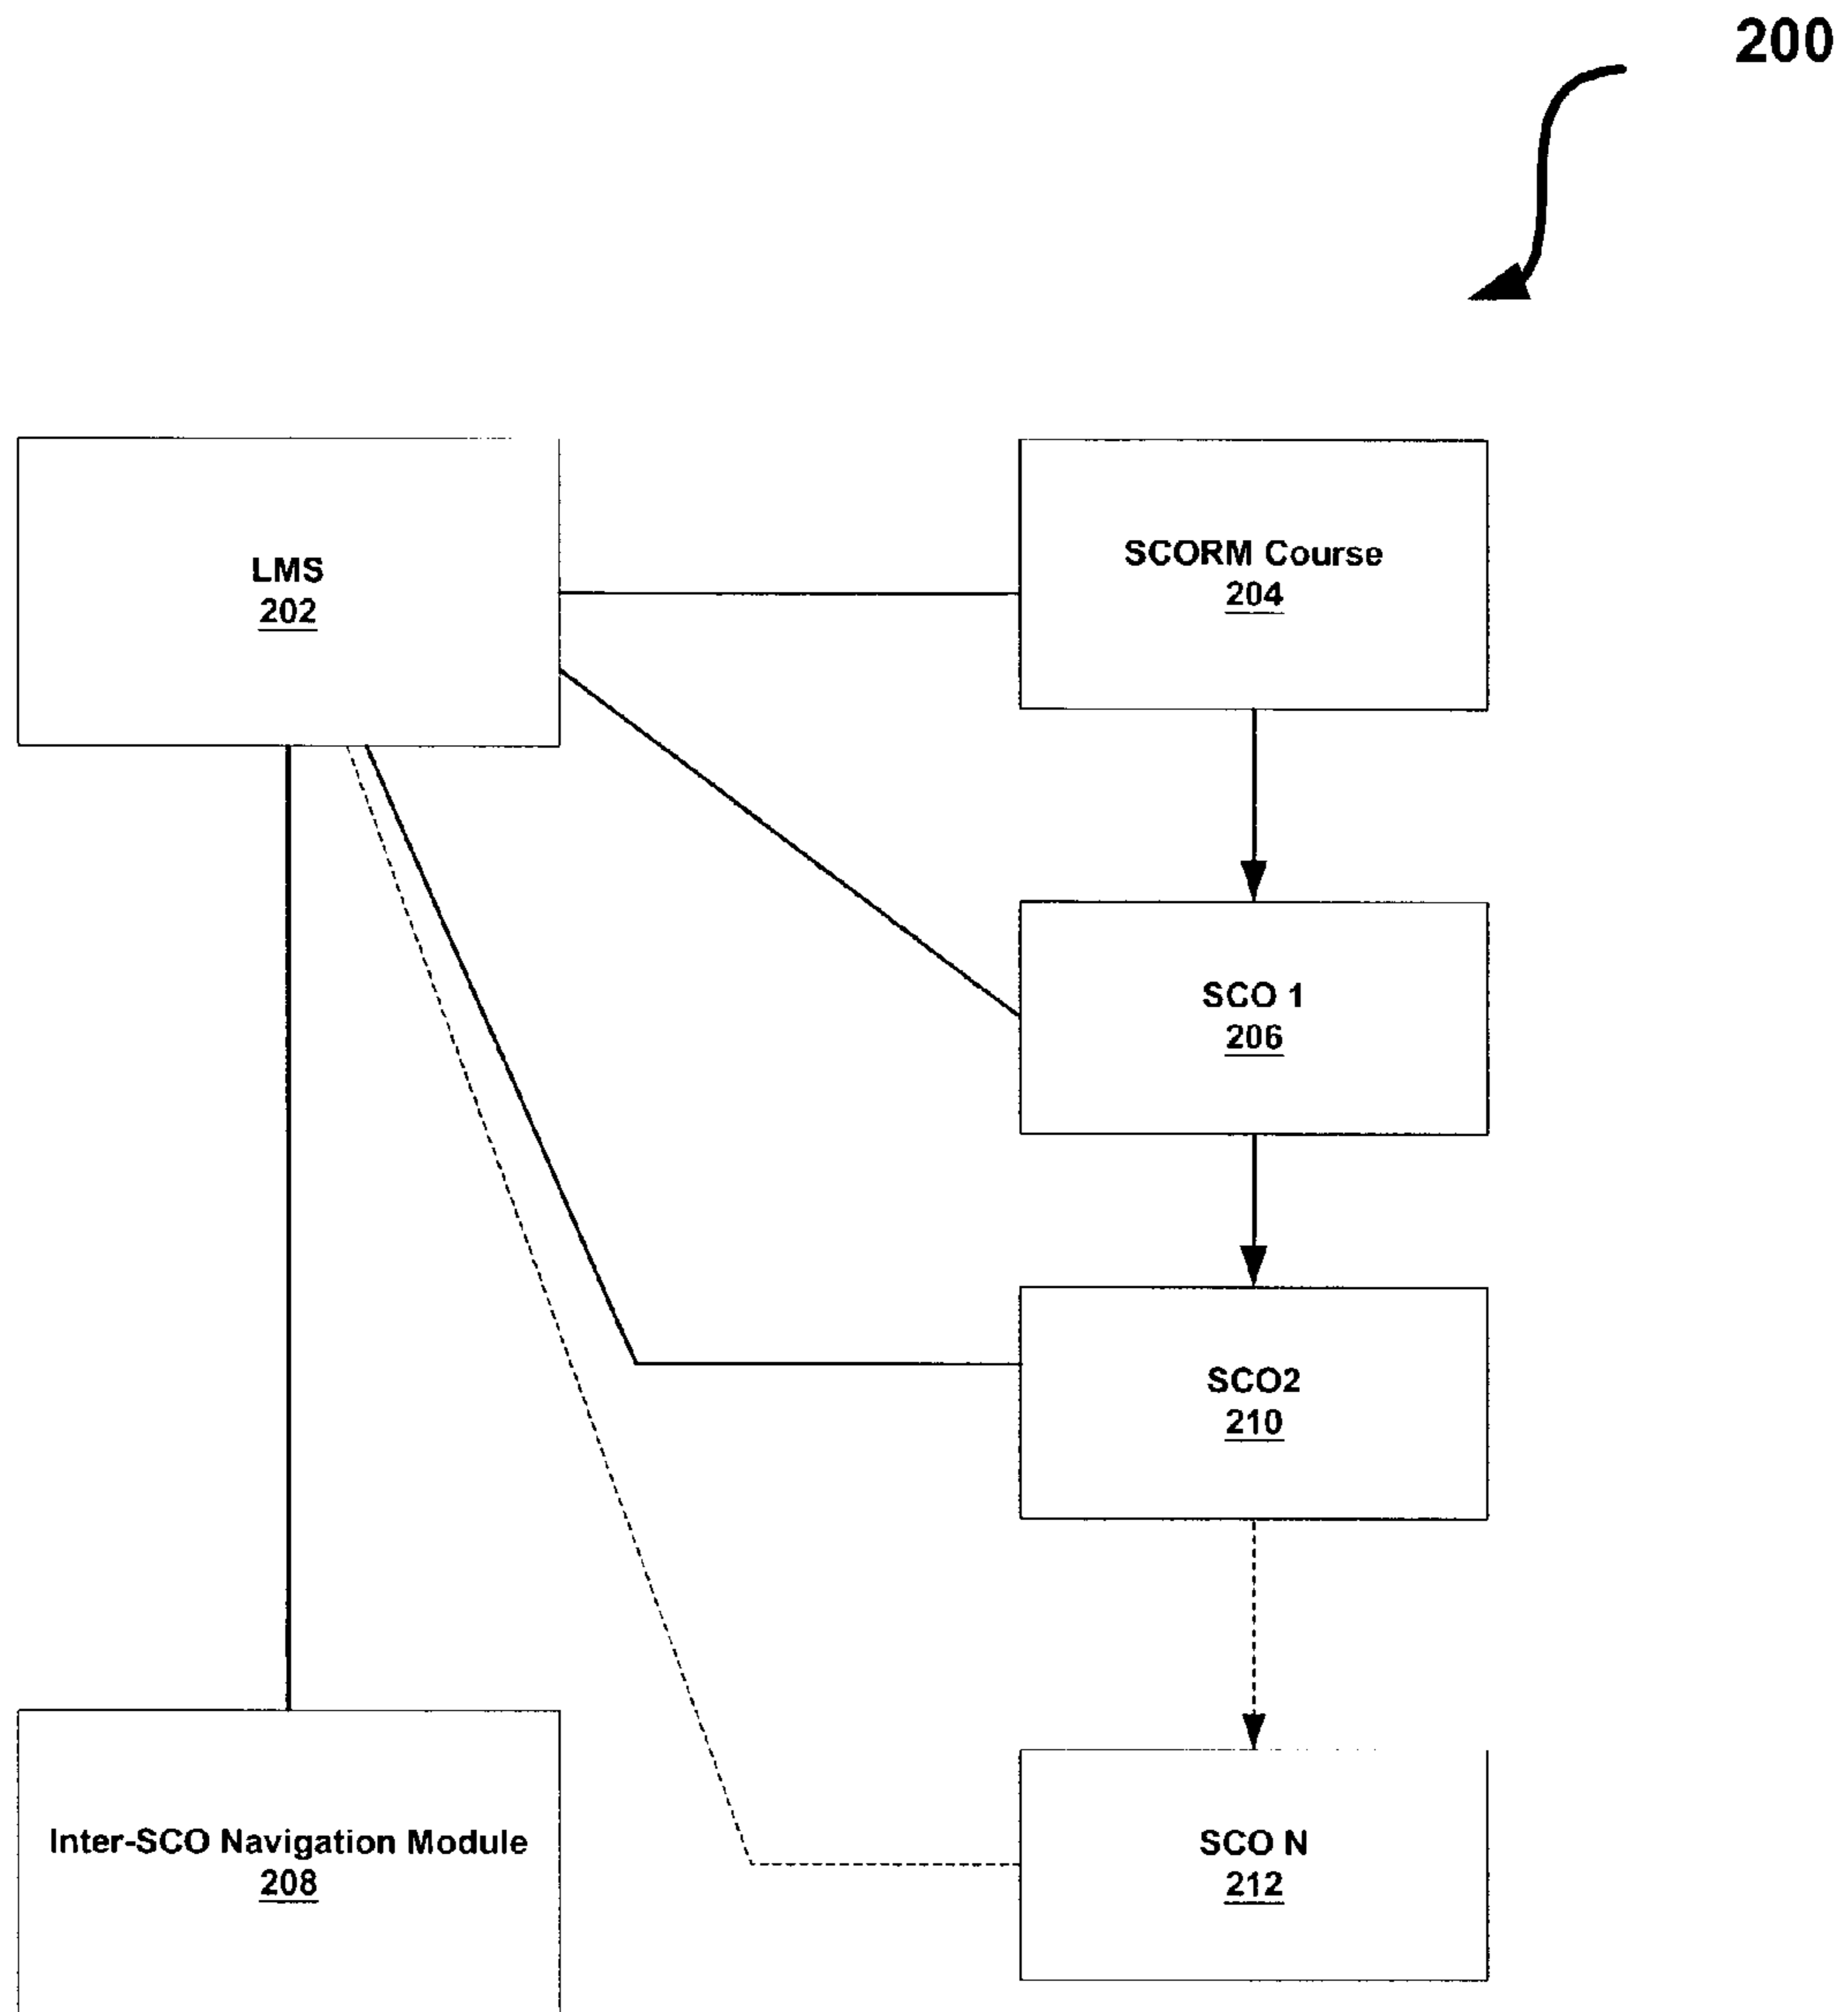 200
LMS
202
SCORM Course
204
SCO 1
206
SCO2
210
Inter-SCO Navigation Module
208
SCO N
212